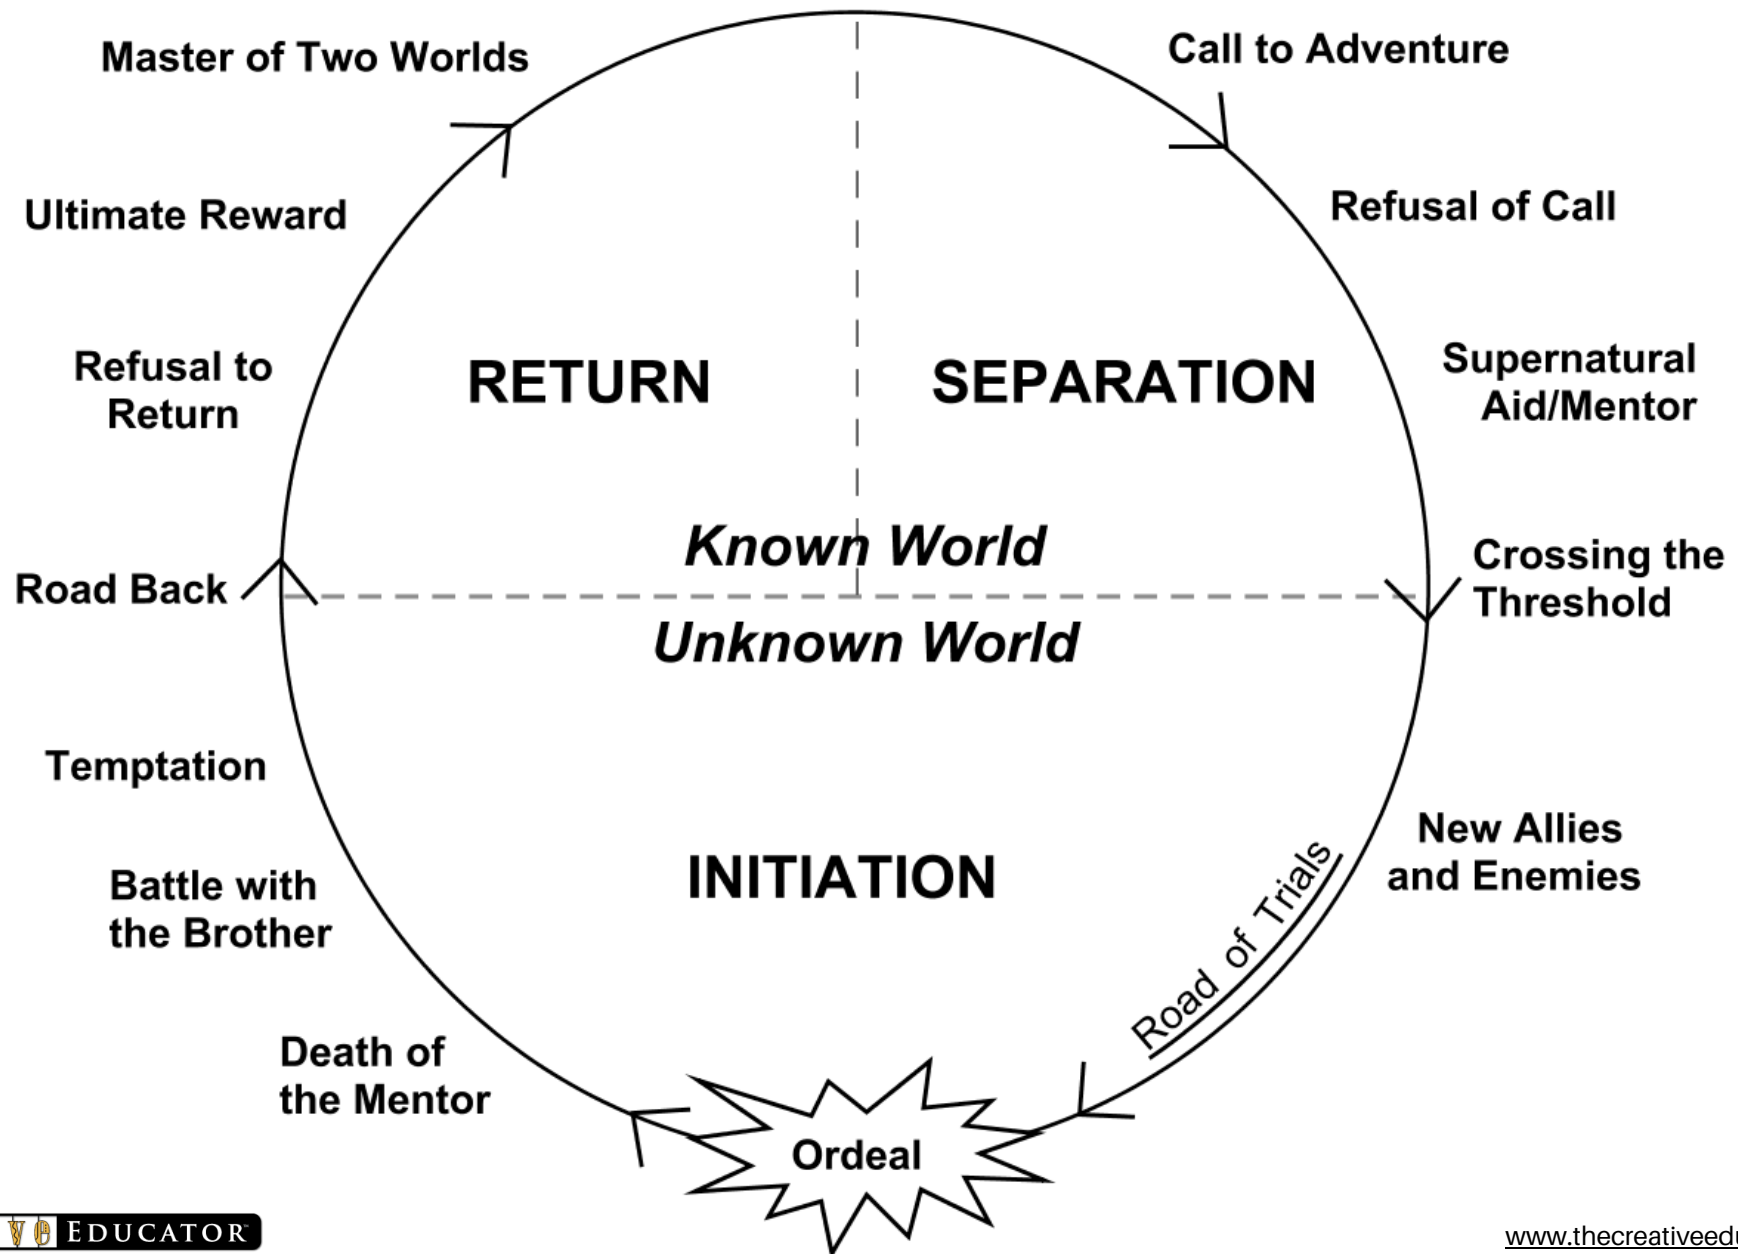 Master of Two Worlds
Call to Adventure
Ultimate Reward
Refusal of Call
Refusal to
Return
RETURN
SEPARATION
Supernatural
Aid/Mentor
Known World
Road Back
Crossing the
Threshold
Unknown World
Temptation
New Allies
and Enemies
INITIATION
Battle with
the Brother
Road of Trials
Death of
the Mentor
Ordeal
EDUCATOR